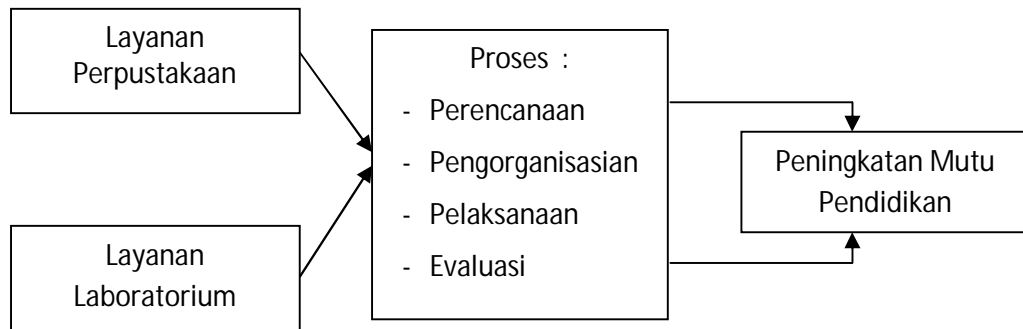 Layanan
Perpustakaan
Layanan
Laboratorium
Proses :
- Perencanaan
- Pengorganisasian
- Pelaksanaan
- Evaluasi
Peningkatan Mutu
Pendidikan